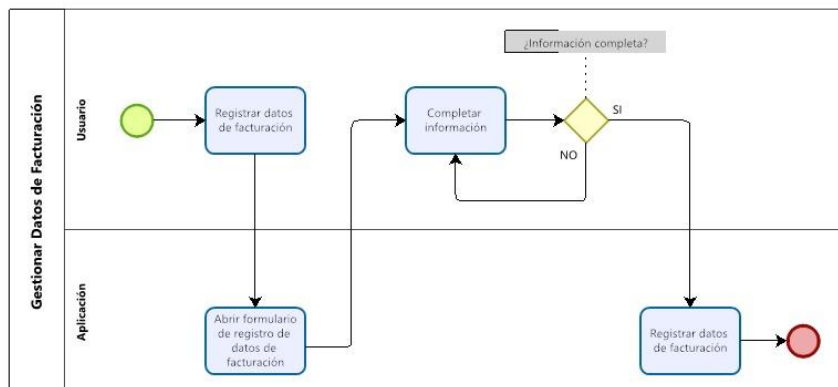 Gestionar Datos de Facturación
Usuario
Registrar datos
de facturación
Completar
información
¿Información completa?
SI
NO
Aplicación
Abrir formulario
de registro de
datos de
facturación
Registrar datos
de facturación